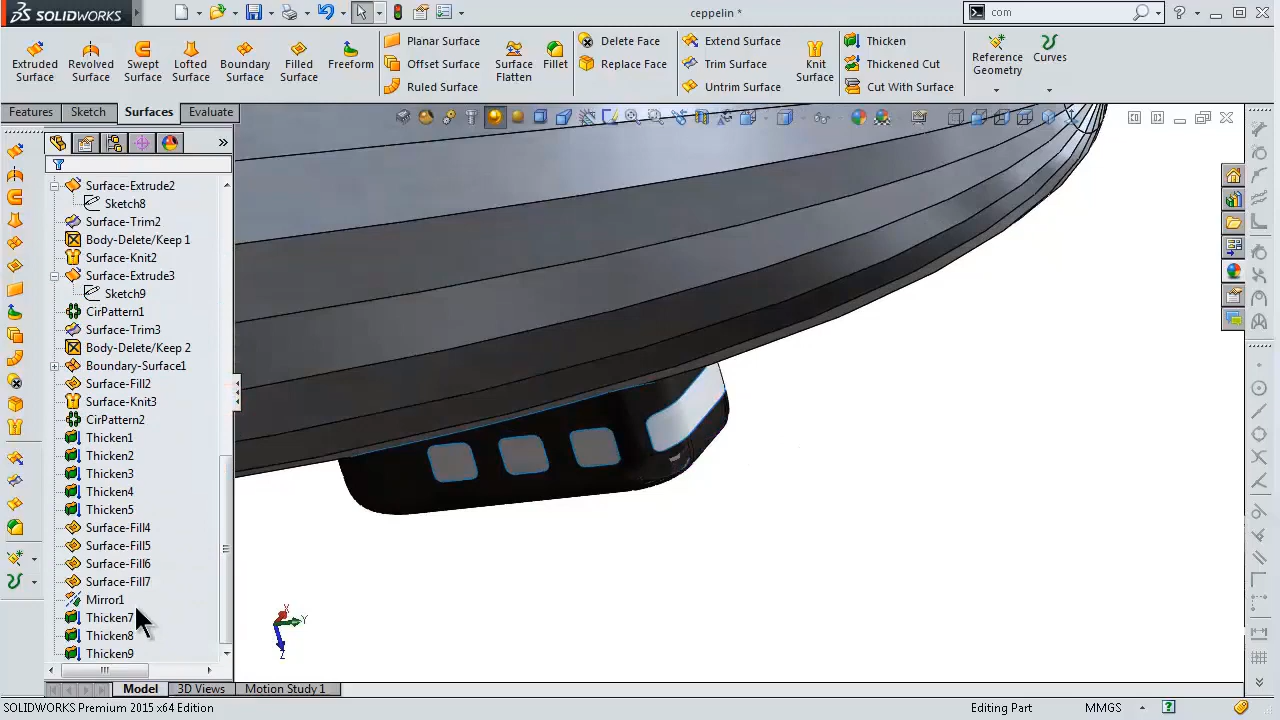 SOLIDWORKS
ceppelin *
com
Extruded Surface
Revolved Surface
Swept Surface
Lofted Surface
Boundary Surface
Filled Surface
Freeform
Planar Surface
Offset Surface
Ruled Surface
Surface Flatten
Fillet
Delete Face
Replace Face
Extend Surface
Trim Surface
Untrim Surface
Knit Surface
Thicken
Thickened Cut
Cut With Surface
Reference Geometry
Curves
Features
Sketch
Surfaces
Evaluate
Surface-Extrude2
Sketch8
Surface-Trim2
Body-Delete/Keep 1
Surface-Knit2
Surface-Extrude3
Sketch9
CirPattern1
Surface-Trim3
Body-Delete/Keep 2
Boundary-Surface1
Surface-Fill2
Surface-Knit3
CirPattern2
Thicken1
Thicken2
Thicken3
Thicken4
Thicken5
Surface-Fill4
Surface-Fill5
Surface-Fill6
Surface-Fill7
Mirror1
Thicken7
Thicken8
Thicken9
X
Y
Z
Model
3D Views
Motion Study 1
SOLIDWORKS Premium 2015 x64 Edition
Editing Part
MMGS